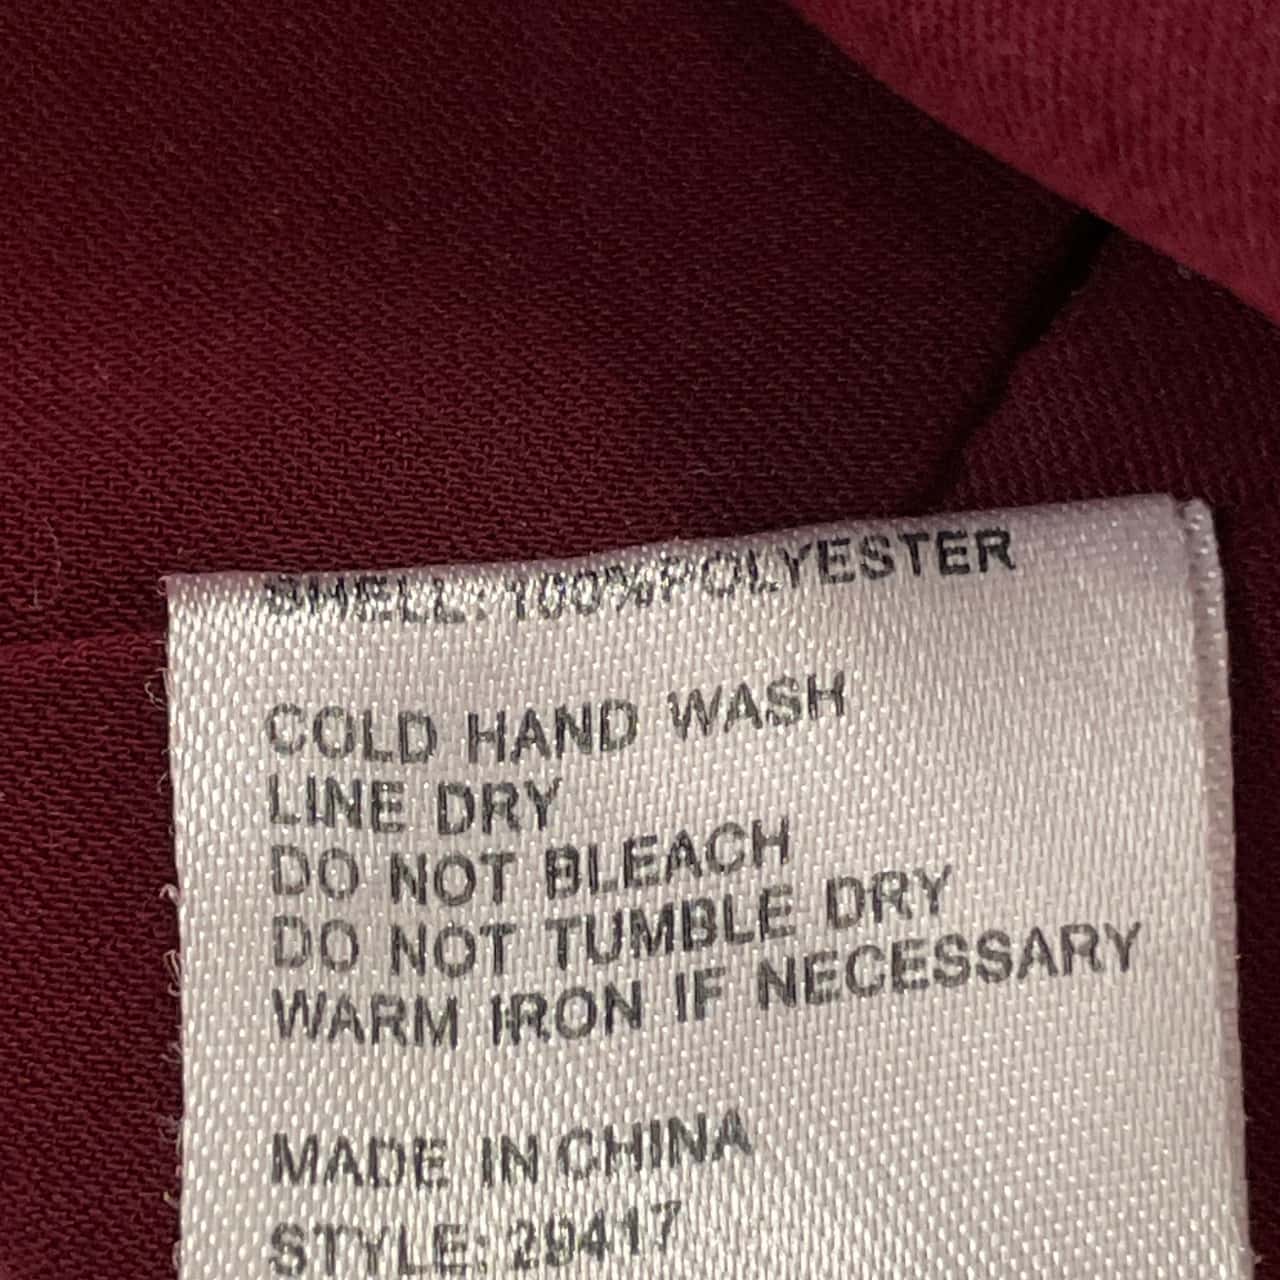 SHELL: 100%POLYESTER
COLD HAND WASH
LINE DRY
DO NOT BLEACH
DO NOT TUMBLE DRY
WARM IRON IF NECESSARY
MADE IN CHINA
STYLE: 29417